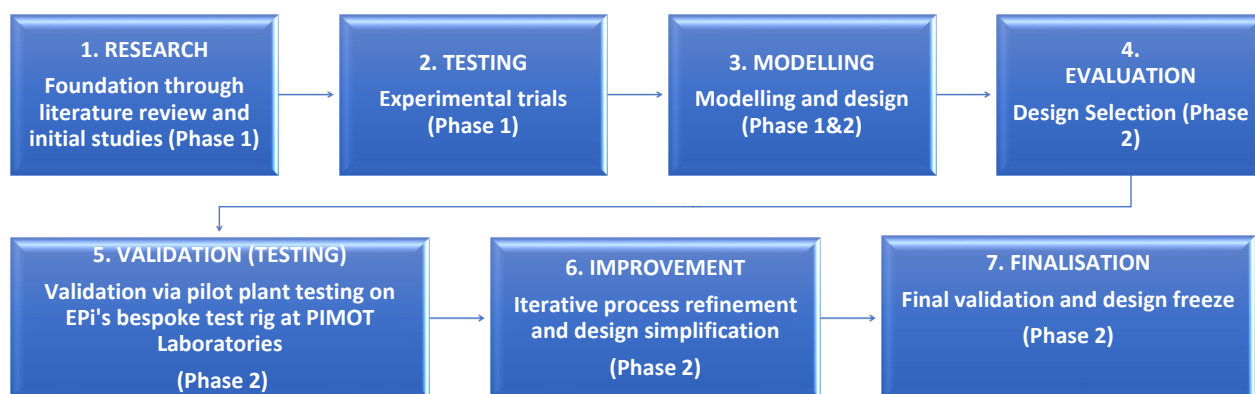 1. RESEARCH
Foundation through
literature review and
initial studies (Phase 1)
2. TESTING
Experimental trials
(Phase 1)
3. MODELLING
Modelling and design
(Phase 1&2)
4.
EVALUATION
Design Selection (Phase
2)
5. VALIDATION (TESTING)
Validation via pilot plant testing on
EPi's bespoke test rig at PIMOT
Laboratories
(Phase 2)
6. IMPROVEMENT
Iterative process refinement
and design simplification
(Phase 2)
7. FINALISATION
Final validation and design freeze
(Phase 2)